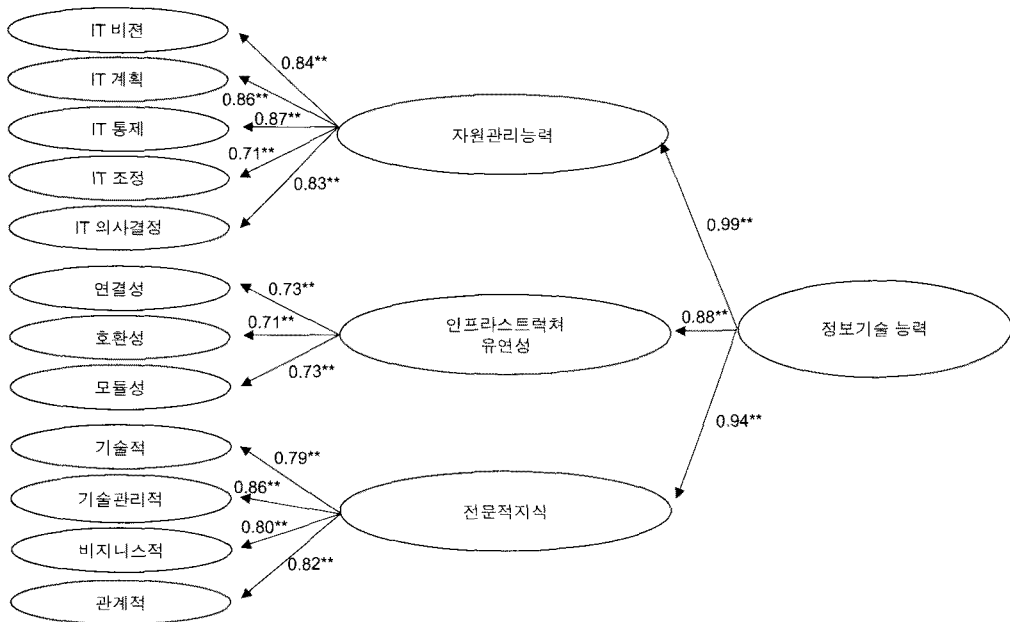 IT 비젼
IT 계획
IT 통제
IT 조정
IT 의사결정
연결성
호환성
모듈성
기술적
기술관리적
비지니스적
관계적
0.84**
0.86**
0.87**
0.71**
0.83**
0.73**
0.71**
0.73**
0.79**
0.86**
0.80**
0.82**
자원관리능력
인프라스트럭쳐
유연성
전문적지식
0.99**
0.88**
0.94**
정보기술 능력